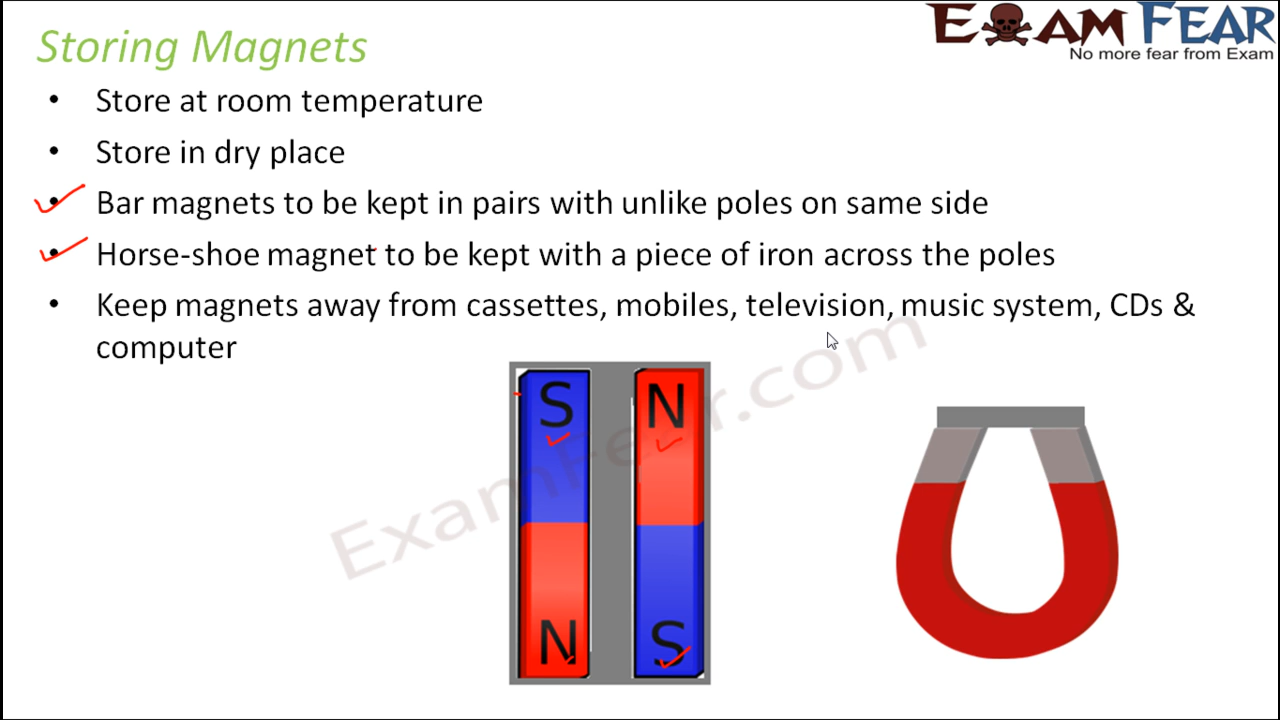 Storing Magnets
EXAM FEAR
No more fear from Exam
• Store at room temperature
• Store in dry place
• Bar magnets to be kept in pairs with unlike poles on same side
• Horse-shoe magnet to be kept with a piece of iron across the poles
• Keep magnets away from cassettes, mobiles, television, music system, CDs &
computer
S N
N S
ExamFear.com